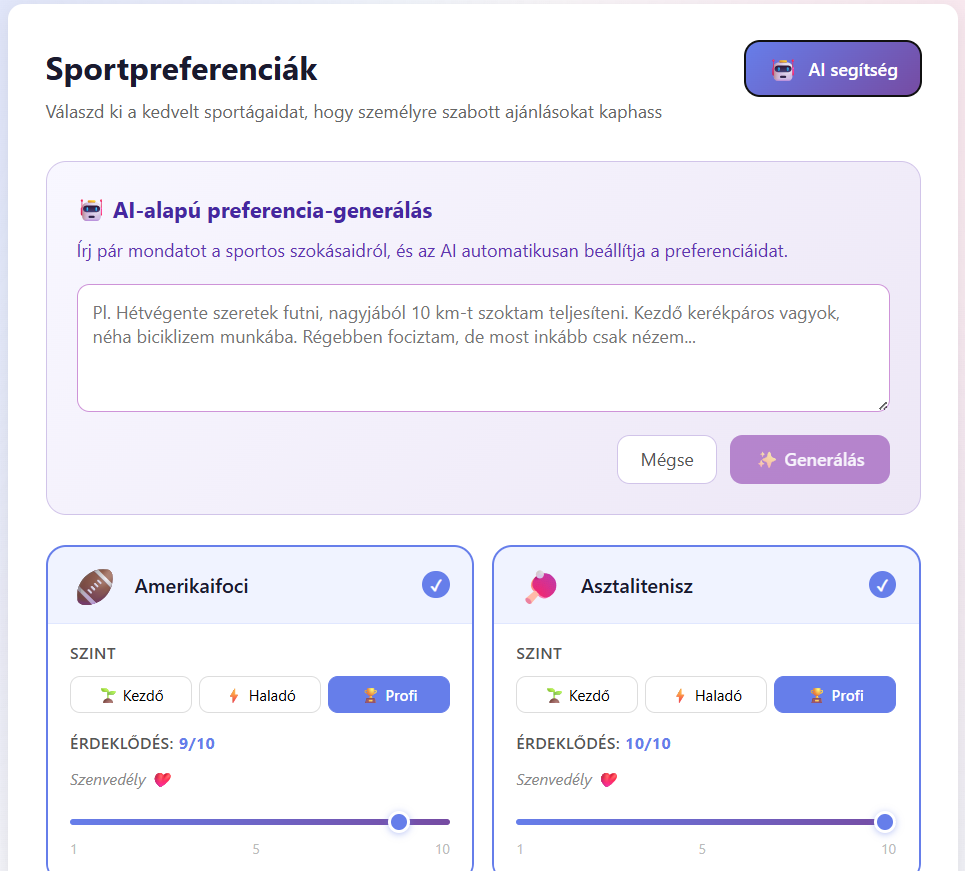 Sportpreferenciák
AI segítség
Válaszd ki a kedvelt sportágaidat, hogy személyre szabott ajánlásokat kaphass
AI-alapú preferencia-generálás
Írj pár mondatot a sportos szokásaidról, és az AI automatikusan beállítja a preferenciáidat.
Pl. Hétvégente szeretek futni, nagyjából 10 km-t szoktam teljesíteni. Kezdő kerékpáros vagyok,
néha biciklizem munkába. Régebben fociztam, de most inkább csak nézem...
Mégse
Generálás
Amerikaifoci
SZINT
Kezdő
Haladó
Profi
ÉRDEKLŐDÉS: 9/10
Szenvedély
1 5 10
Asztalitenisz
SZINT
Kezdő
Haladó
Profi
ÉRDEKLŐDÉS: 10/10
Szenvedély
1 5 10